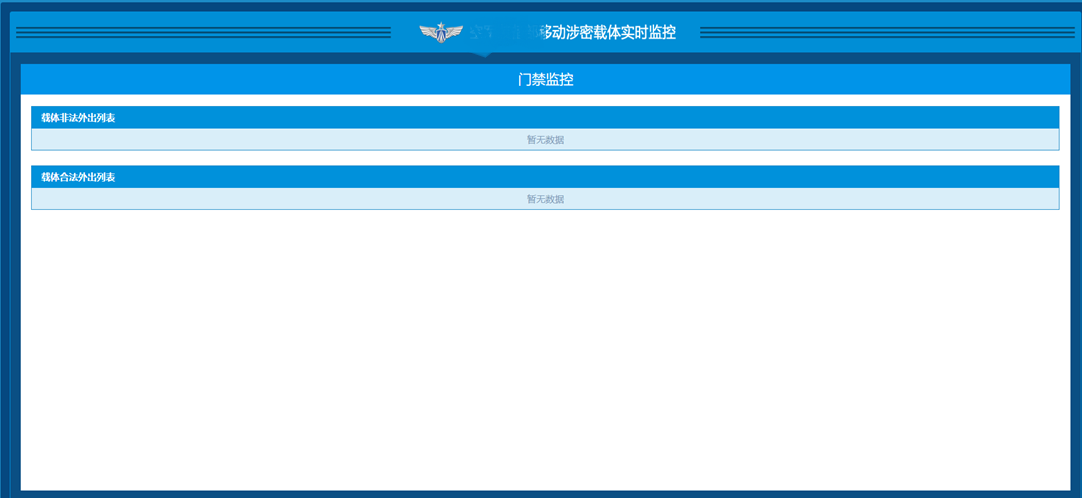 移动涉密载体实时监控
门禁监控
载体非法外出列表
暂无数据
载体合法外出列表
暂无数据